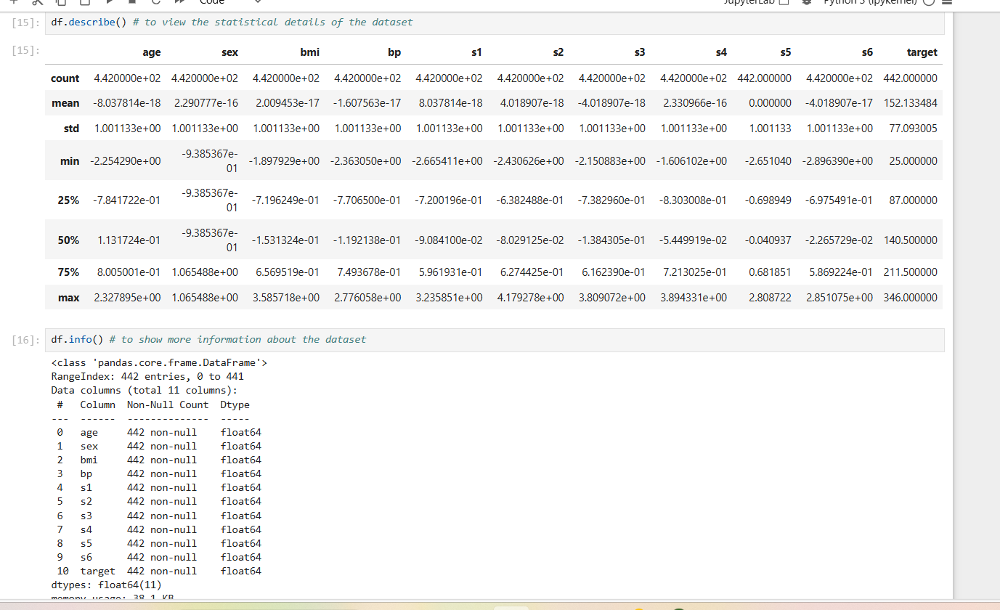 Code JupyterLab Python 3 (ipykernel)
[15]: df.describe() # to view the statistical details of the dataset
[15]: age sex bmi bp s1 s2 s3 s4 s5 s6 target
count 4.420000e+02 4.420000e+02 4.420000e+02 4.420000e+02 4.420000e+02 4.420000e+02 4.420000e+02 4.420000e+02 442.000000 4.420000e+02 442.000000
mean -8.037814e-18 2.290777e-16 2.009453e-17 -1.607563e-17 8.037814e-18 4.018907e-18 -4.018907e-18 2.330966e-16 0.000000 -4.018907e-17 152.133484
std 1.001133e+00 1.001133e+00 1.001133e+00 1.001133e+00 1.001133e+00 1.001133e+00 1.001133e+00 1.001133e+00 1.001133 1.001133e+00 77.093005
min -2.254290e+00 -9.385367e-01 -1.897929e+00 -2.363050e+00 -2.665411e+00 -2.430626e+00 -2.150883e+00 -1.606102e+00 -2.651040 -2.896390e+00 25.000000
25% -7.841722e-01 -9.385367e-01 -7.196249e-01 -7.706500e-01 -7.200196e-01 -6.382488e-01 -7.382960e-01 -8.303008e-01 -0.698949 -6.975491e-01 87.000000
50% 1.131724e-01 -9.385367e-01 -1.531324e-01 -1.192138e-01 -9.084100e-02 -8.029125e-02 -1.384305e-01 -5.449919e-02 -0.040937 -2.265729e-02 140.500000
75% 8.005001e-01 1.065488e+00 6.569519e-01 7.493678e-01 5.961931e-01 6.274425e-01 6.162390e-01 7.213025e-01 0.681851 5.869224e-01 211.500000
max 2.327895e+00 1.065488e+00 3.585718e+00 2.776058e+00 3.235851e+00 4.179278e+00 3.809072e+00 3.894331e+00 2.808722 2.851075e+00 346.000000
[16]: df.info() # to show more information about the dataset
<class 'pandas.core.frame.DataFrame'>
RangeIndex: 442 entries, 0 to 441
Data columns (total 11 columns):
# Column Non-Null Count Dtype
--- ------ -------------- -----
0 age 442 non-null float64
1 sex 442 non-null float64
2 bmi 442 non-null float64
3 bp 442 non-null float64
4 s1 442 non-null float64
5 s2 442 non-null float64
6 s3 442 non-null float64
7 s4 442 non-null float64
8 s5 442 non-null float64
9 s6 442 non-null float64
10 target 442 non-null float64
dtypes: float64(11)
memory usage: 38.1 KB